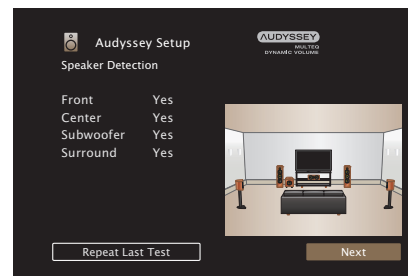 Audyssey Setup
AUDYSSEY
MULTEQ
DYNAMIC VOLUME
Speaker Detection
Front Yes
Center Yes
Subwoofer Yes
Surround Yes
Repeat Last Test
Next